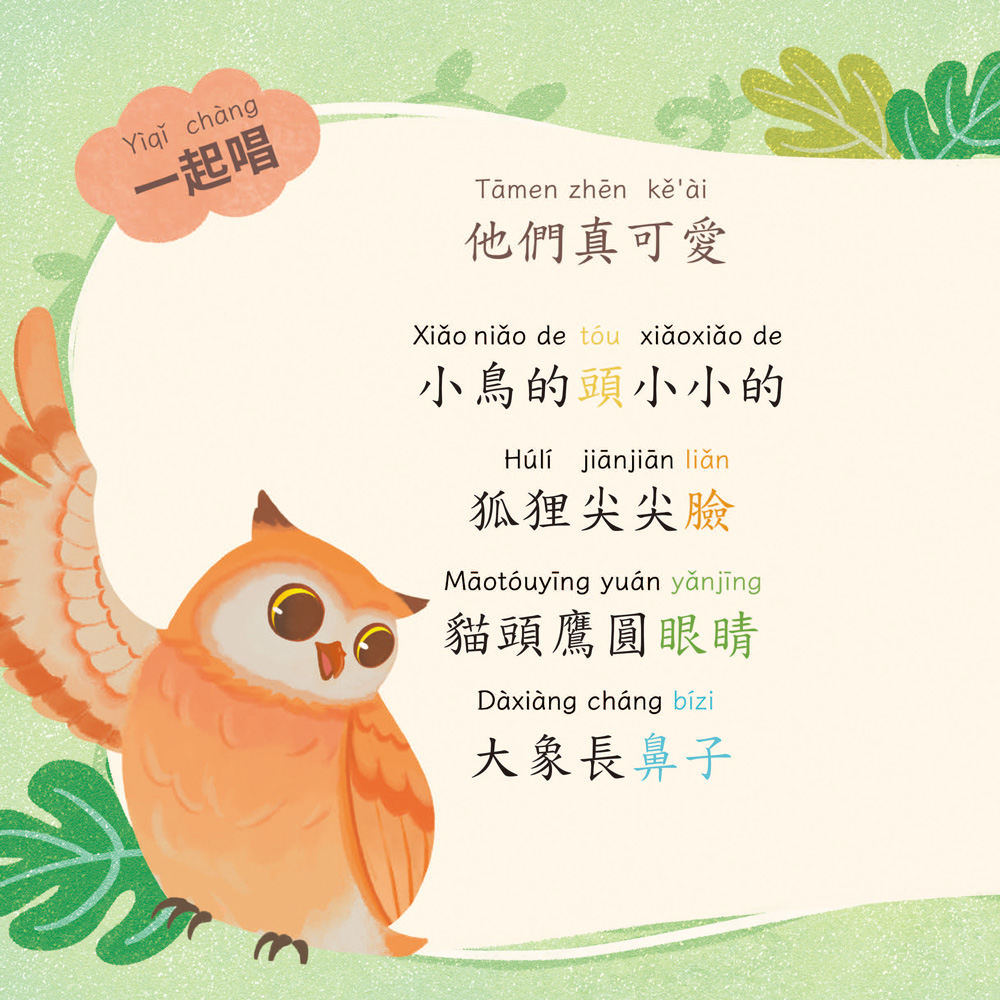 Yìqǐ chàng
一起唱
Tāmen zhēn kě'ài
他們真可愛
Xiǎo niǎo de tóu xiǎoxiǎo de
小鳥的頭小小的
Húlí jiānjiān liǎn
狐狸尖尖臉
Māotóuyīng yuán yǎnjīng
貓頭鷹圓眼睛
Dàxiàng cháng bízi
大象長鼻子